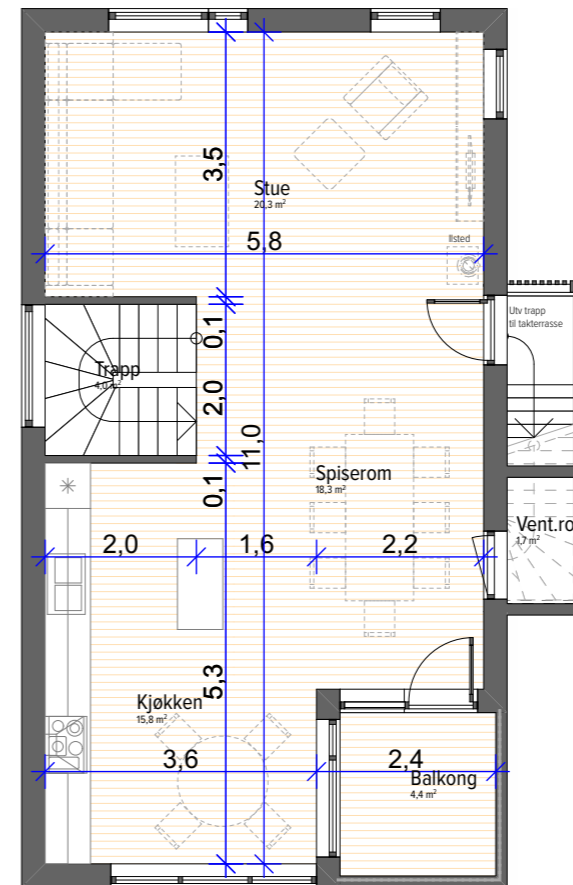 3,5
Stue
20,3 m²
5,8
Ilsted
Utv trapp
til takterrasse
0,1
Trapp
4,0 m²
2,0
11,0
0,1
Spiserom
18,3 m²
Vent.ro
1,7 m²
2,0
1,6
2,2
5,3
Kjøkken
15,8 m²
3,6
2,4
Balkong
4,4 m²